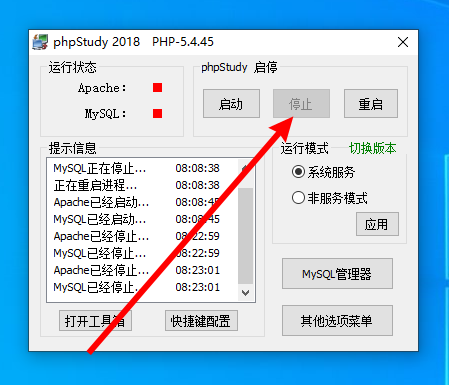 phpStudy 2018 PHP-5.4.45
运行状态
Apache:
MySQL:
phpStudy 启停
启动
停止
重启
提示信息
MySQL正在停止... 08:08:38
正在重启进程... 08:08:38
Apache已经启动... 08:08:45
MySQL已经启动... 08:08:45
Apache已经停止... 08:22:59
MySQL已经停止... 08:22:59
Apache已经停止... 08:23:01
MySQL已经停止... 08:23:01
打开工具箱
快捷键配置
运行模式 切换版本
系统服务
非服务模式
应用
MySQL管理器
其他选项菜单